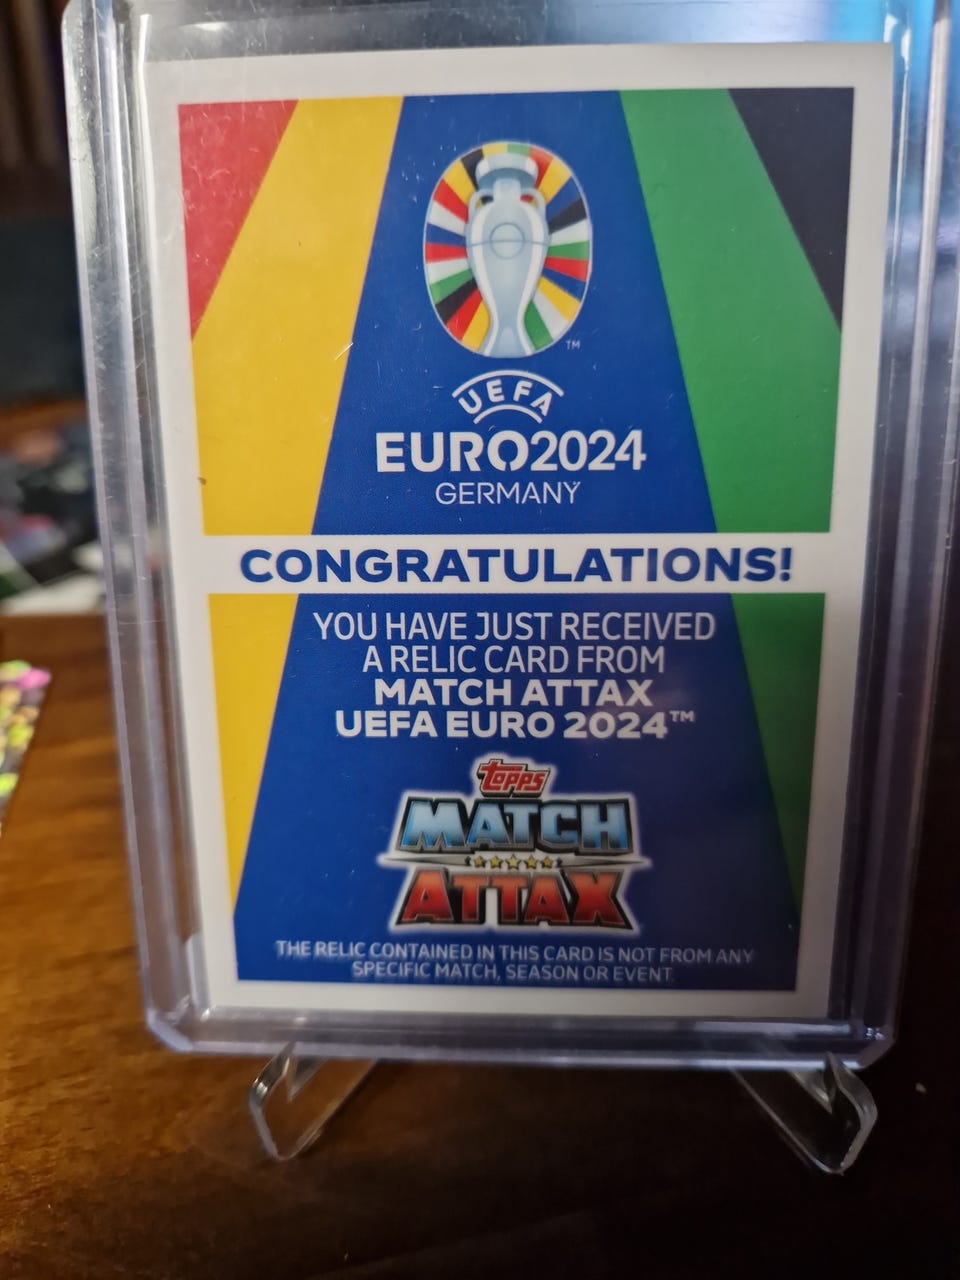 TM
UEFA
EURO2024
GERMANY
CONGRATULATIONS!
YOU HAVE JUST RECEIVED
A RELIC CARD FROM
MATCH ATTAX
UEFA EURO 2024™
TOPPS
MATCH
ATTAX
THE RELIC CONTAINED IN THIS CARD IS NOT FROM ANY
SPECIFIC MATCH, SEASON OR EVENT.